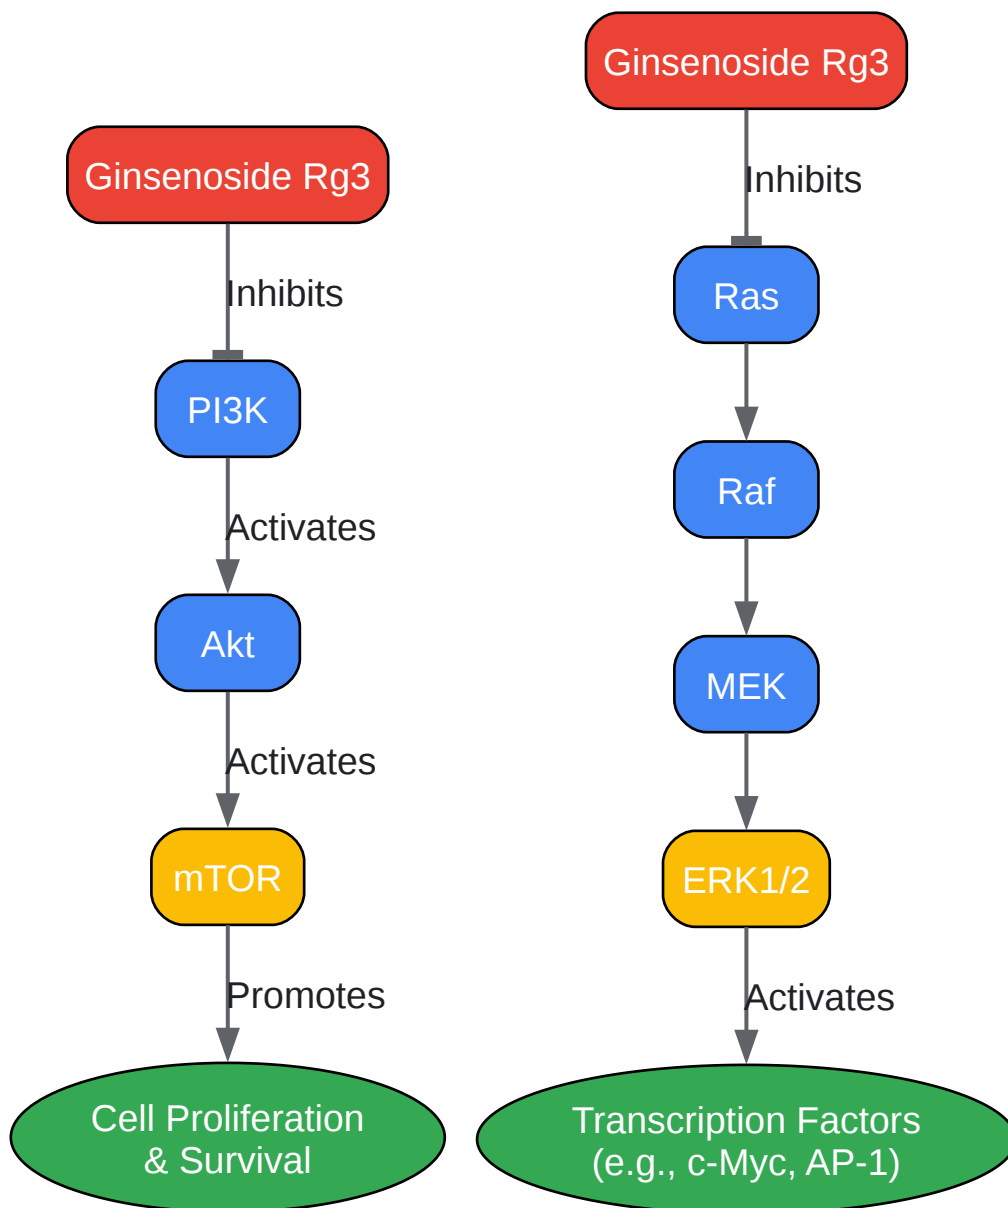 Ginsenoside Rg3
Inhibits
PI3K
Activates
Akt
Activates
mTOR
Promotes
Cell Proliferation
& Survival
Ginsenoside Rg3
Inhibits
Ras
Raf
MEK
ERK1/2
Activates
Transcription Factors
(e.g., c-Myc, AP-1)